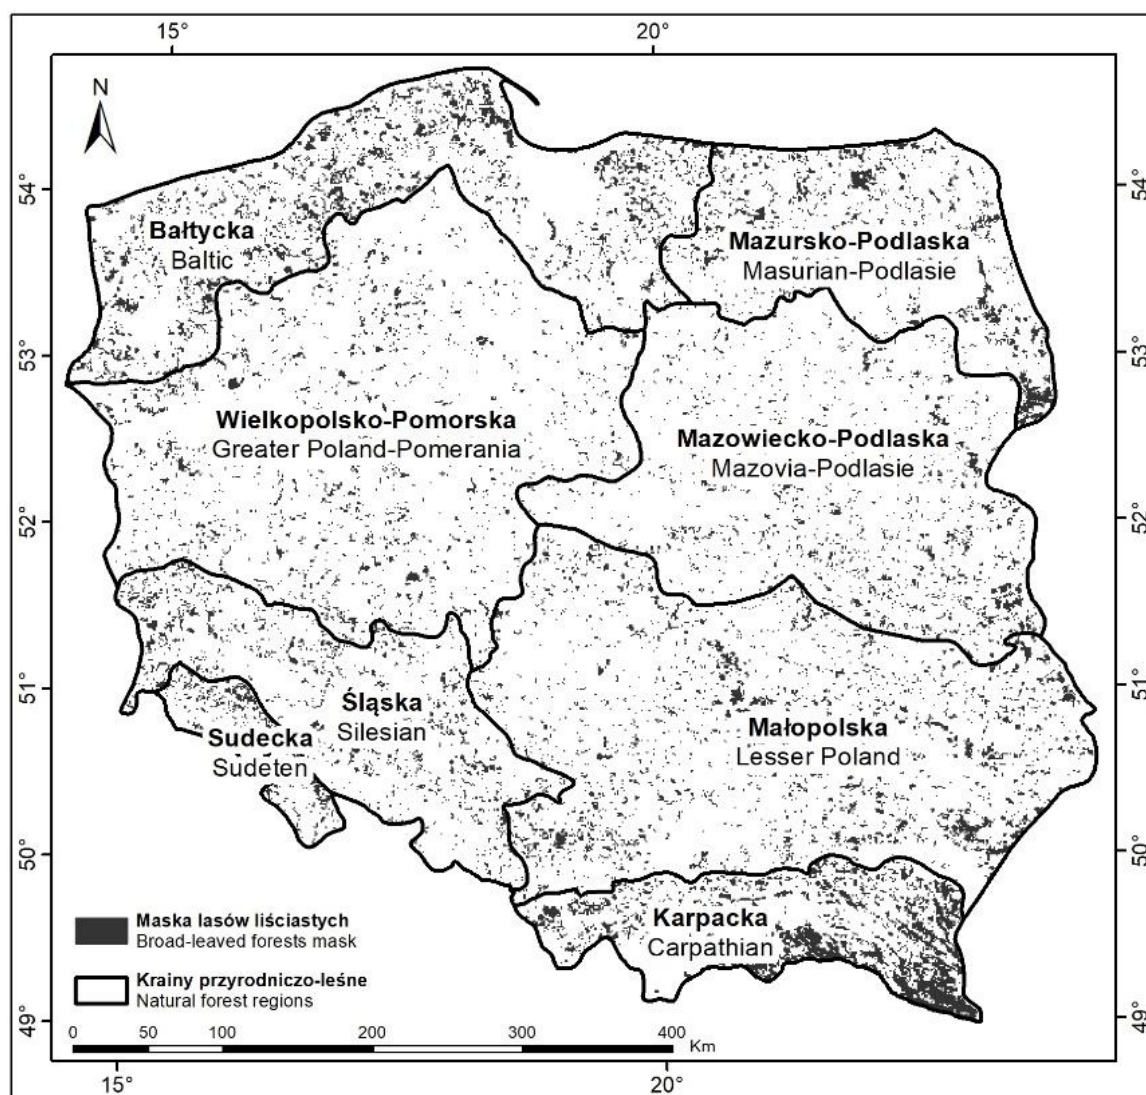 15° 20°
N
54° 54°
Bałtycka
Baltic
Mazursko-Podlaska
Masurian-Podlasie
53° 53°
Wielkopolsko-Pomorska
Greater Poland-Pomerania
Mazowiecko-Podlaska
Mazovia-Podlasie
52° 52°
51° 51°
Śląska
Silesian
Sudecka
Sudeten
Małopolska
Lesser Poland
50° 50°
Karpacka
Carpathian
Maska lasów liściastych
Broad-leaved forests mask
Krainy przyrodniczo-leśne
Natural forest regions
49° 49°
0 50 100 200 300 400
Km
15° 20°